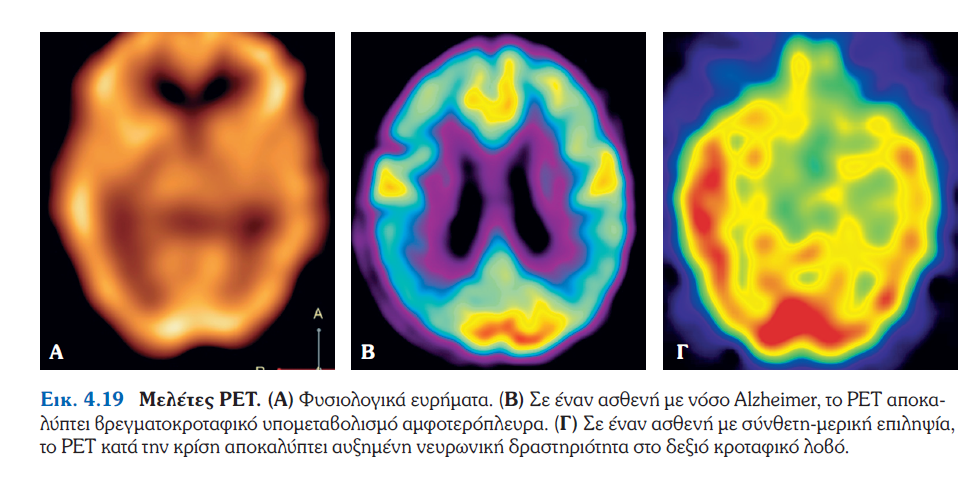 A
A
B
Γ
Εικ. 4.19 Μελέτες PET. (A) Φυσιολογικά ευρήματα. (B) Σε έναν ασθενή με νόσο Alzheimer, το PET αποκα-
λύπτει βρεγματοκροταφικό υπομεταβολισμό αμφοτερόπλευρα. (Γ) Σε έναν ασθενή με σύνθετη-μερική επιληψία,
το PET κατά την κρίση αποκαλύπτει αυξημένη νευρωνική δραστηριότητα στο δεξιό κροταφικό λοβό.